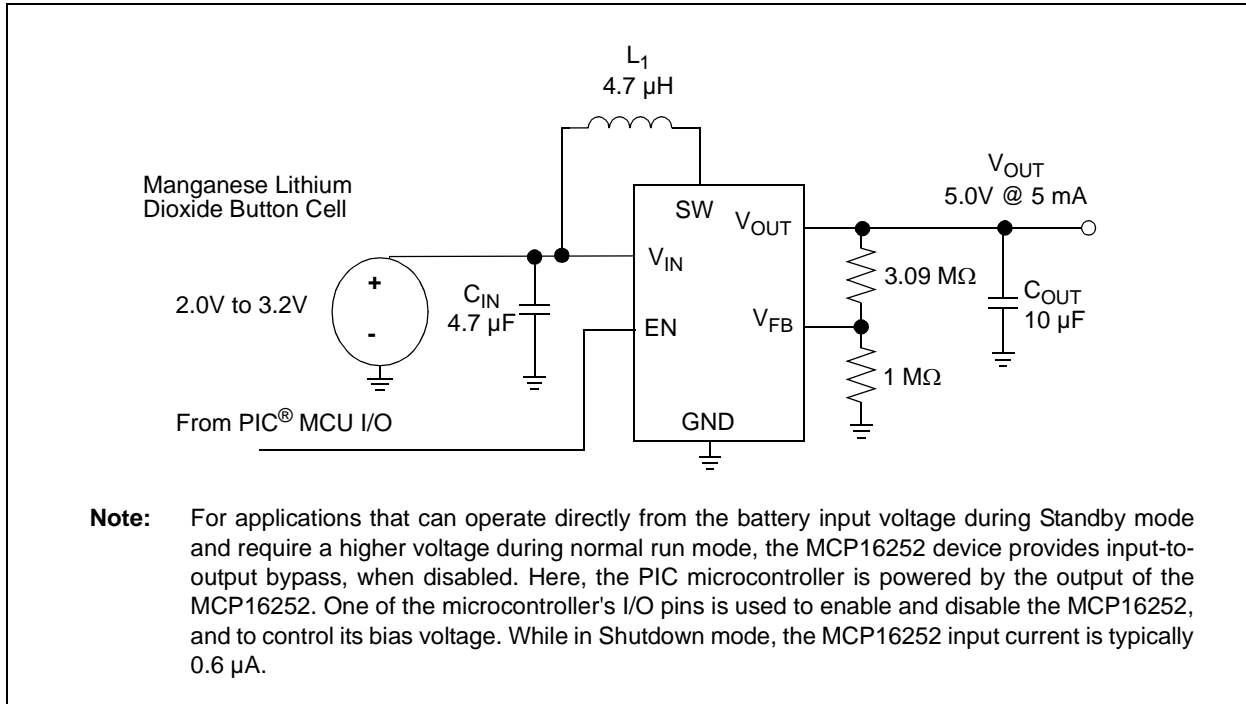 L1
4.7 µH
Manganese Lithium
Dioxide Button Cell
2.0V to 3.2V
+
-
CIN
4.7 µF
From PIC® MCU I/O
SW
VIN
EN
GND
VOUT
VFB
3.09 MΩ
1 MΩ
VOUT
5.0V @ 5 mA
COUT
10 µF
Note: For applications that can operate directly from the battery input voltage during Standby mode
and require a higher voltage during normal run mode, the MCP16252 device provides input-to-
output bypass, when disabled. Here, the PIC microcontroller is powered by the output of the
MCP16252. One of the microcontroller's I/O pins is used to enable and disable the MCP16252,
and to control its bias voltage. While in Shutdown mode, the MCP16252 input current is typically
0.6 µA.